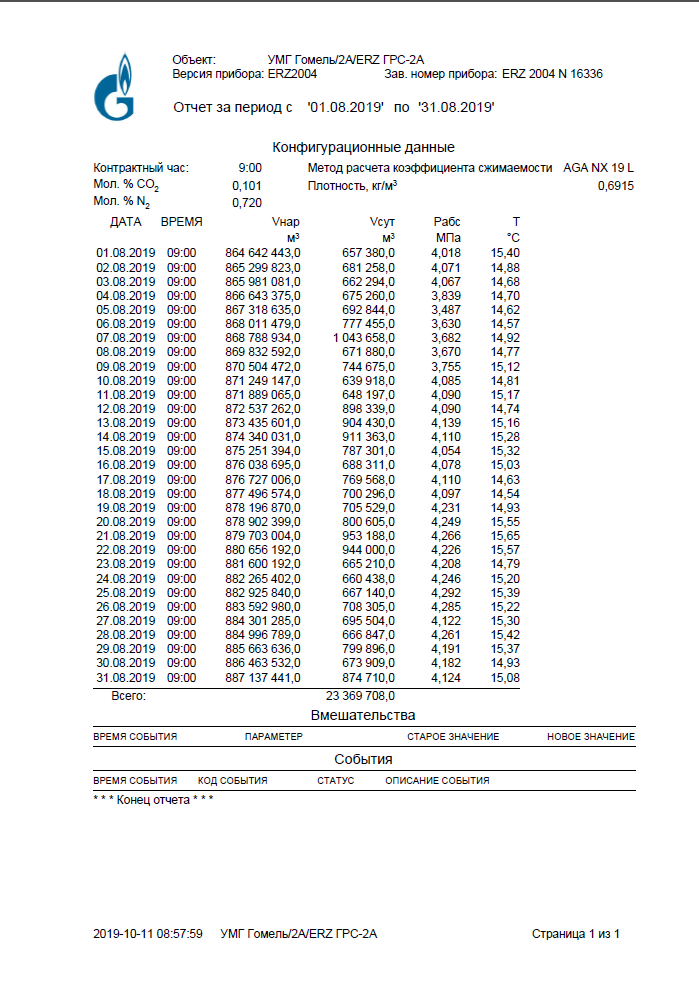 Объект: УМГ Гомель/2А/ERZ ГРС-2А
Версия прибора: ERZ2004 Зав. номер прибора: ERZ 2004 N 16336
Отчет за период с '01.08.2019' по '31.08.2019'
Конфигурационные данные
Контрактный час: 9:00 Метод расчета коэффициента сжимаемости AGA NX 19 L
Мол. % CO2 0,101 Плотность, кг/м³ 0,6915
Мол. % N2 0,720
ДАТА ВРЕМЯ Vнар Vсут Pабс T
м³ м³ МПа °C
01.08.2019 09:00 864 642 443,0 657 380,0 4,018 15,40
02.08.2019 09:00 865 299 823,0 681 258,0 4,071 14,88
03.08.2019 09:00 865 981 081,0 662 294,0 4,067 14,68
04.08.2019 09:00 866 643 375,0 675 260,0 3,839 14,70
05.08.2019 09:00 867 318 635,0 692 844,0 3,487 14,62
06.08.2019 09:00 868 011 479,0 777 455,0 3,630 14,57
07.08.2019 09:00 868 788 934,0 1 043 658,0 3,682 14,92
08.08.2019 09:00 869 832 592,0 671 880,0 3,670 14,77
09.08.2019 09:00 870 504 472,0 744 675,0 3,755 15,12
10.08.2019 09:00 871 249 147,0 639 918,0 4,085 14,81
11.08.2019 09:00 871 889 065,0 648 197,0 4,090 15,17
12.08.2019 09:00 872 537 262,0 898 339,0 4,090 14,74
13.08.2019 09:00 873 435 601,0 904 430,0 4,139 15,16
14.08.2019 09:00 874 340 031,0 911 363,0 4,110 15,28
15.08.2019 09:00 875 251 394,0 787 301,0 4,054 15,32
16.08.2019 09:00 876 038 695,0 688 311,0 4,078 15,03
17.08.2019 09:00 876 727 006,0 769 568,0 4,110 14,63
18.08.2019 09:00 877 496 574,0 700 296,0 4,097 14,54
19.08.2019 09:00 878 196 870,0 705 529,0 4,231 14,93
20.08.2019 09:00 878 902 399,0 800 605,0 4,249 15,55
21.08.2019 09:00 879 703 004,0 953 188,0 4,266 15,65
22.08.2019 09:00 880 656 192,0 944 000,0 4,226 15,57
23.08.2019 09:00 881 600 192,0 665 210,0 4,208 14,79
24.08.2019 09:00 882 265 402,0 660 438,0 4,246 15,20
25.08.2019 09:00 882 925 840,0 667 140,0 4,292 15,39
26.08.2019 09:00 883 592 980,0 708 305,0 4,285 15,22
27.08.2019 09:00 884 301 285,0 695 504,0 4,122 15,30
28.08.2019 09:00 884 996 789,0 666 847,0 4,261 15,42
29.08.2019 09:00 885 663 636,0 799 896,0 4,191 15,37
30.08.2019 09:00 886 463 532,0 673 909,0 4,182 14,93
31.08.2019 09:00 887 137 441,0 874 710,0 4,124 15,08
Всего: 23 369 708,0
Вмешательства
ВРЕМЯ СОБЫТИЯ ПАРАМЕТЕР СТАРОЕ ЗНАЧЕНИЕ НОВОЕ ЗНАЧЕНИЕ
События
ВРЕМЯ СОБЫТИЯ КОД СОБЫТИЯ СТАТУС ОПИСАНИЕ СОБЫТИЯ
* * * Конец отчета * * *
2019-10-11 08:57:59 УМГ Гомель/2А/ERZ ГРС-2А Страница 1 из 1